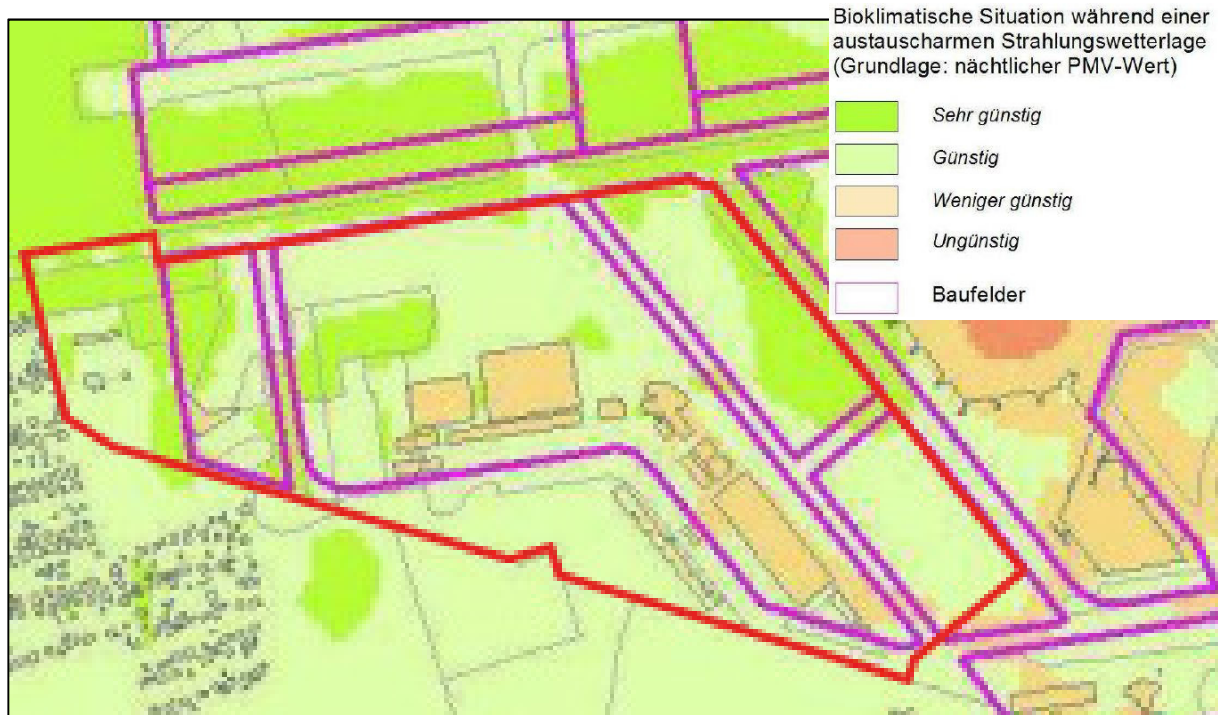 Bioklimatische Situation während einer
austauscharmen Strahlungswetterlage
(Grundlage: nächtlicher PMV-Wert)
Sehr günstig
Günstig
Weniger günstig
Ungünstig
Baufelder